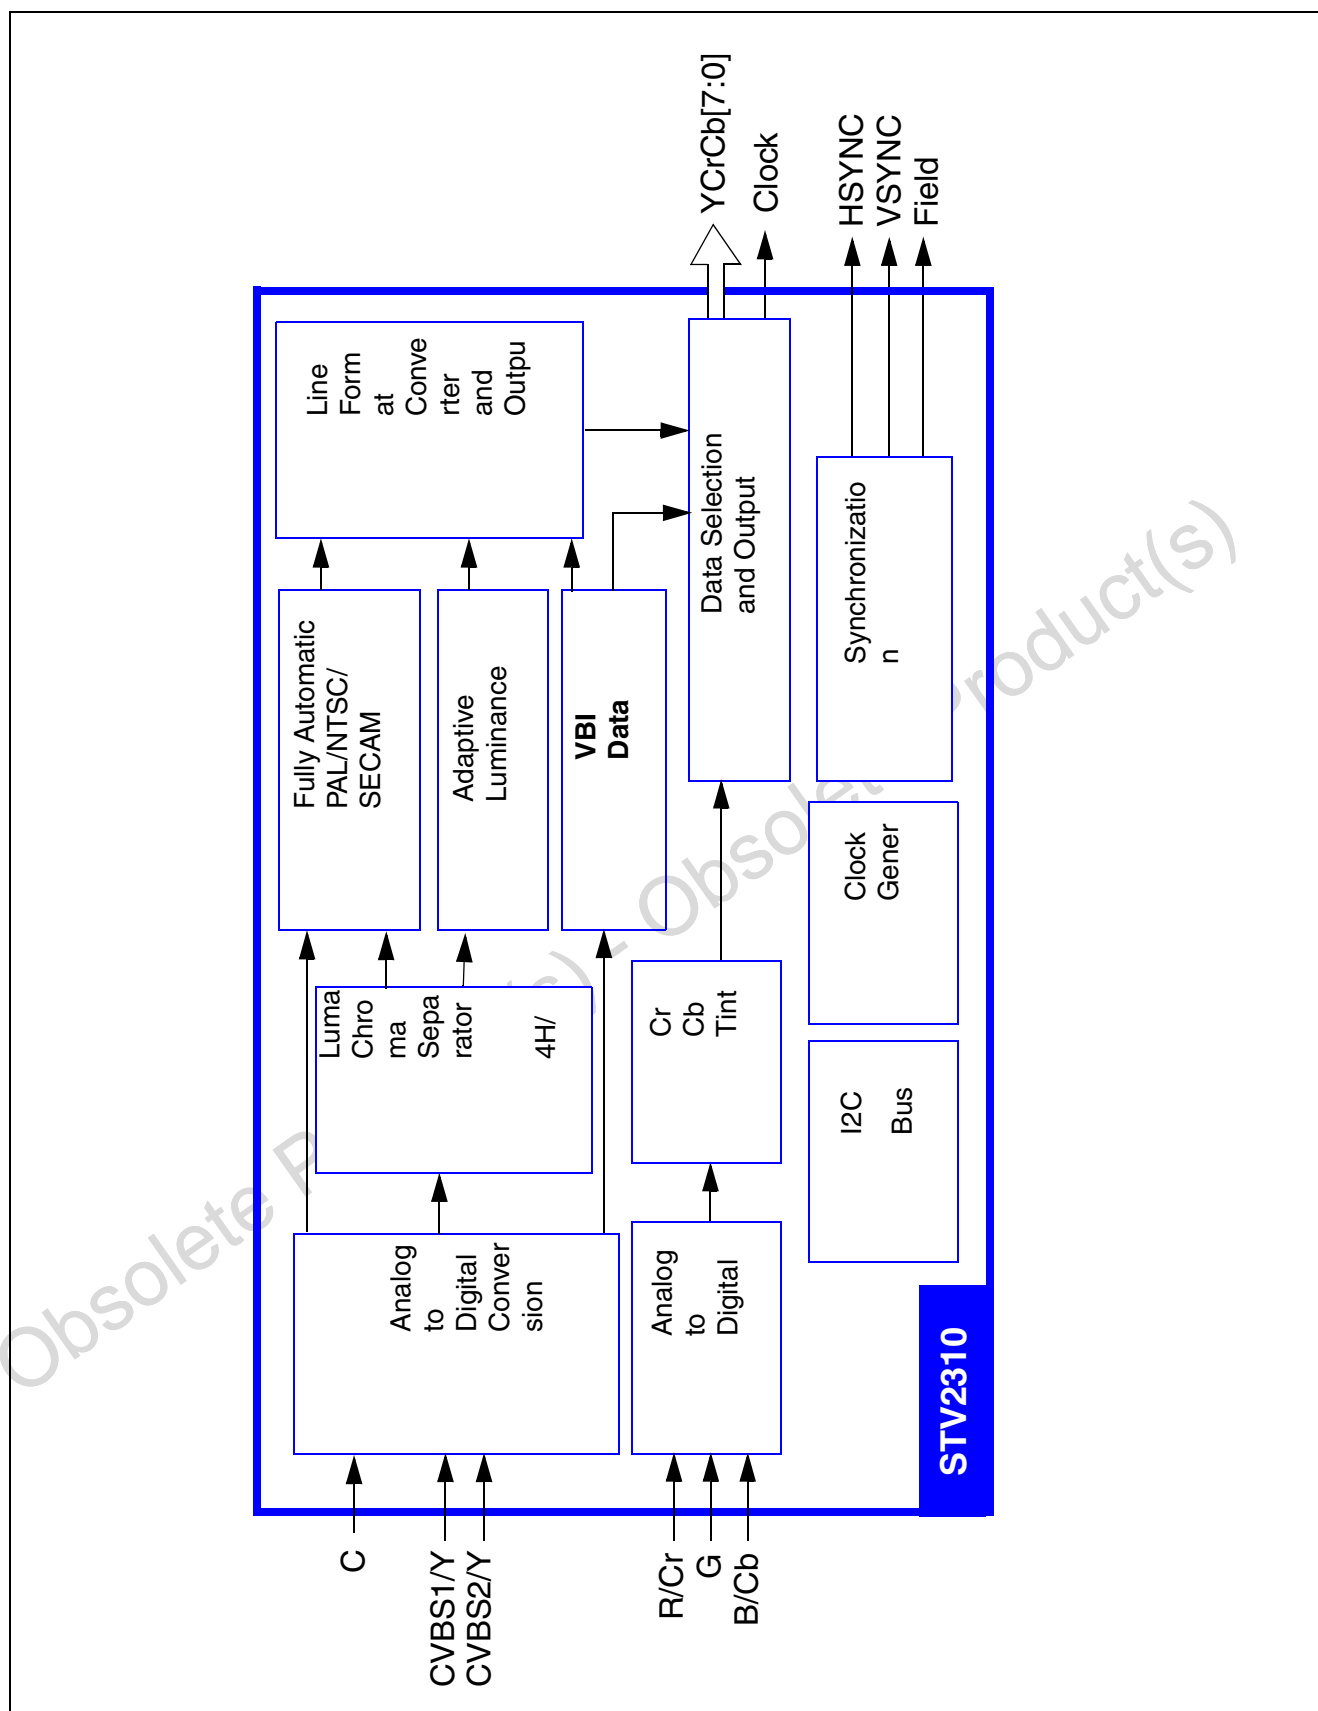 C
CVBS1/Y
CVBS2/Y
R/Cr
G
B/Cb
Analog
to
Digital
Conver
sion
Analog
to
Digital
Luma
Chro
ma
Sepa
rator
4H/
Cr
Cb
Tint
Fully Automatic
PAL/NTSC/
SECAM
Adaptive
Luminance
VBI
Data
Line
Form
at
Conve
rter
and
Outpu
Data Selection
and Output
I2C
Bus
Clock
Gener
Synchronizatio
n
YCrCb[7:0]
Clock
HSYNC
VSYNC
Field
STV2310
Obsolete P
(s) - Obsolete Product(s)